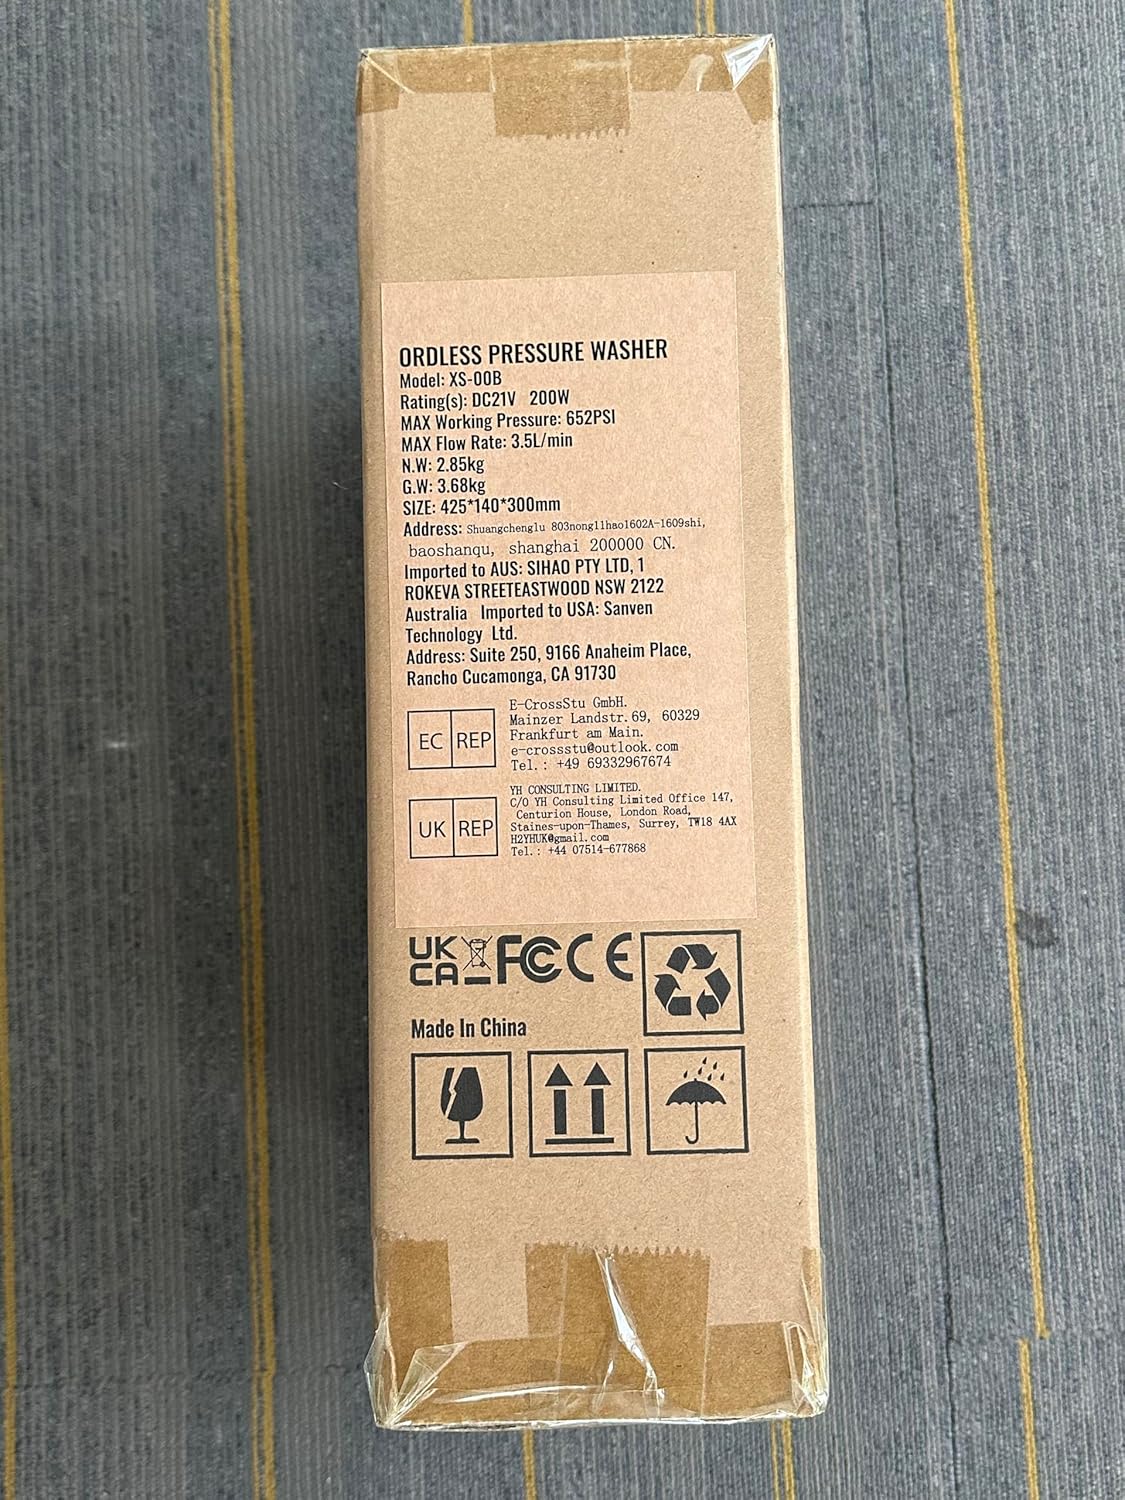 ORDLESS PRESSURE WASHER
Model: XS-00B
Rating(s): DC21V 200W
MAX Working Pressure: 652PSI
MAX Flow Rate: 3.5L/min
N.W: 2.85kg
G.W: 3.68kg
SIZE: 425*140*300mm
Address: Shuangchenglu 803nong11hao1602A-1609shi,
baoshanqu, shanghai 200000 CN.
Imported to AUS: SIHAO PTY LTD, 1
ROKEVA STREETEASTWOOD NSW 2122
Australia Imported to USA: Sanven
Technology Ltd.
Address: Suite 250, 9166 Anaheim Place,
Rancho Cucamonga, CA 91730
EC REP
E-CrossStu GmbH.
Mainzer Landstr. 69, 60329
Frankfurt am Main.
e-crossstu@outlook.com
Tel.: +49 69332967674
UK REP
YH CONSULTING LIMITED.
C/O YH Consulting Limited Office 147,
Centurion House, London Road,
Staines-upon-Thames, Surrey, TW18 4AX
H2YHUK@gmail.com
Tel.: +44 07514-677868
UK
CA
FC CE
Made In China